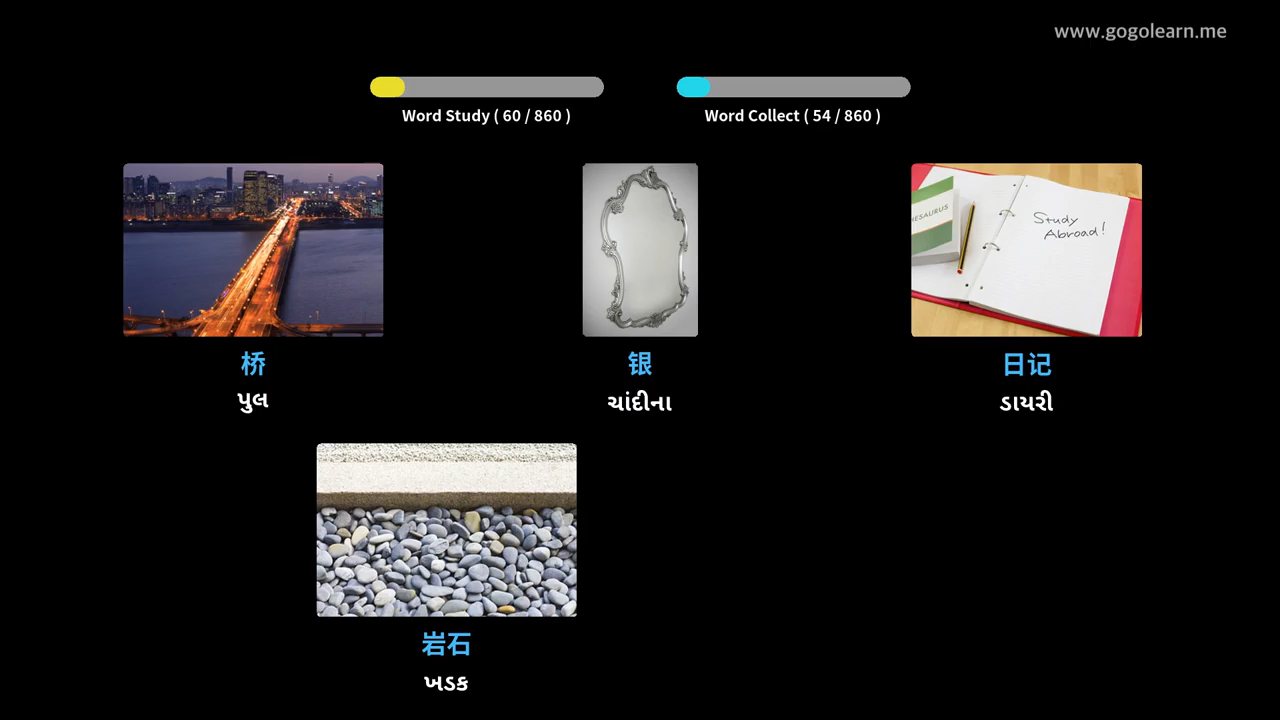 www.gogolearn.me
Word Study ( 60 / 860 )
Word Collect ( 54 / 860 )
HESAURUS
Study
Abroad!
桥
પુલ
银
ચાંદીના
日记
ડાયરી
岩石
ખડક